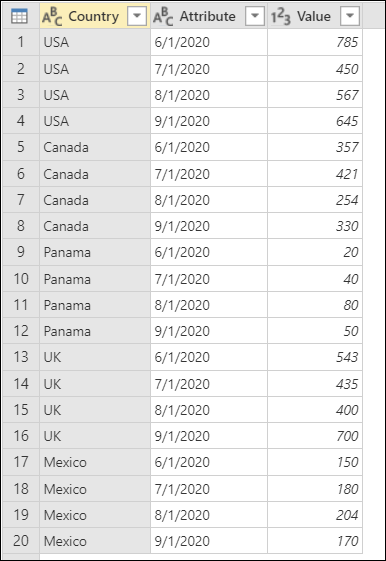 ABC Country ABC Attribute 123 Value
1 USA 6/1/2020 785
2 USA 7/1/2020 450
3 USA 8/1/2020 567
4 USA 9/1/2020 645
5 Canada 6/1/2020 357
6 Canada 7/1/2020 421
7 Canada 8/1/2020 254
8 Canada 9/1/2020 330
9 Panama 6/1/2020 20
10 Panama 7/1/2020 40
11 Panama 8/1/2020 80
12 Panama 9/1/2020 50
13 UK 6/1/2020 543
14 UK 7/1/2020 435
15 UK 8/1/2020 400
16 UK 9/1/2020 700
17 Mexico 6/1/2020 150
18 Mexico 7/1/2020 180
19 Mexico 8/1/2020 204
20 Mexico 9/1/2020 170